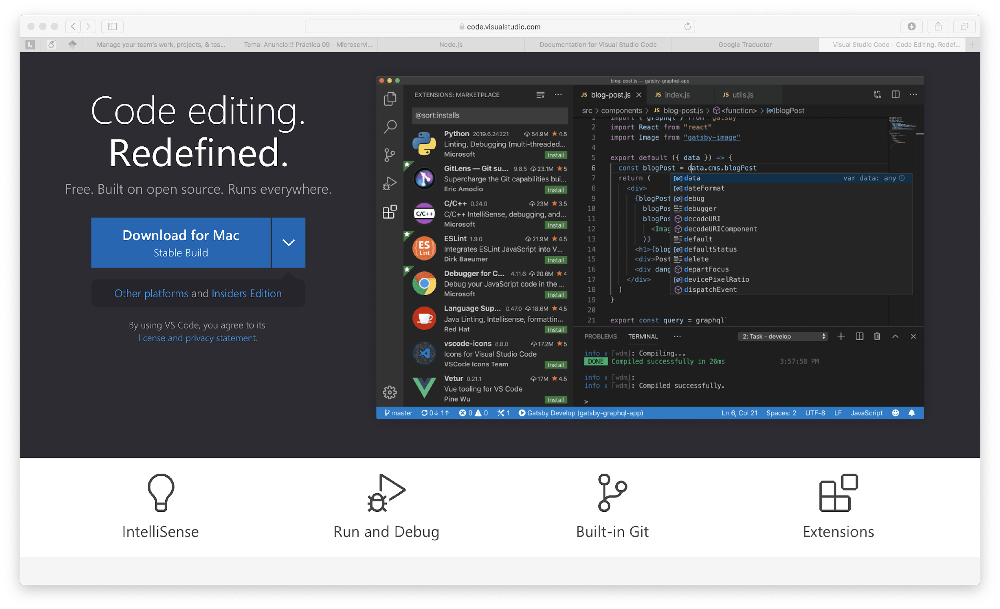 code.visualstudio.com
Manage your team's work, projects, & tas...
Tema: Anuncio!!! Práctica 09 - Microservi...
Node.js
Documentation for Visual Studio Code
Google Traductor
Visual Studio Code - Code Editing. Redef...
Code editing.
Redefined.
Free. Built on open source. Runs everywhere.
Download for Mac
Stable Build
Other platforms and Insiders Edition
By using VS Code, you agree to its
license and privacy statement.
blog-post.js — gatsby-graphql-app
EXTENSIONS: MARKETPLACE
@sort:installs
Python 2019.6.24221 54.9M 4.5
Linting, Debugging (multi-threaded...
Microsoft Install
GitLens — Git su... 9.8.5 23.1M 5
Supercharge the Git capabilities bui...
Eric Amodio Install
C/C++
C/C++ 0.24.0 23M 3.5
C/C++ IntelliSense, debugging, and...
Microsoft Install
ES
Lint
ESLint 1.9.0 21.9M 4.5
Integrates ESLint JavaScript into V...
Dirk Baeumer Install
Debugger for C... 4.11.6 20.6M 4
Debug your JavaScript code in the ...
Microsoft Install
Language Sup... 0.47.0 18.6M 4.5
Java Linting, Intellisense, formattin...
Red Hat Install
vscode-icons 8.8.0 17.2M 5
Icons for Visual Studio Code
VSCode Icons Team Install
Vetur 0.21.1 17M 4.5
Vue tooling for VS Code
Pine Wu Install
JS blog-post.js
JS index.js
JS utils.js
src > components > JS blog-post.js > <function> > blogPost
1 import { graphql } from "gatsby"
2 import React from "react"
3 import Image from "gatsby-image"
4
5 export default ({ data }) => {
6 const blogPost = data.cms.blogPost
7 return (
8 <div>
9 {blogPost
10 blogPos
11 blogPos
12 <Imag
13 )}
14 <h1>{blog
15 <div>Post
16 <div dang
17 </div>
18 )
19 }
20
21 export const query = graphql`
data var data: any
dateFormat
debug
debugger
decodeURI
decodeURIComponent
default
defaultStatus
delete
departFocus
devicePixelRatio
dispatchEvent
PROBLEMS TERMINAL ... 2: Task - develop
info i ｢wdm｣: Compiling...
DONE Compiled successfully in 26ms 3:57:58 PM
info i ｢wdm｣:
info i ｢wdm｣: Compiled successfully.
>
master 0↓ 1↑ 0 0 1 Gatsby Develop (gatsby-graphql-app) Ln 6, Col 21 Spaces: 2 UTF-8 LF JavaScript
IntelliSense
Run and Debug
Built-in Git
Extensions